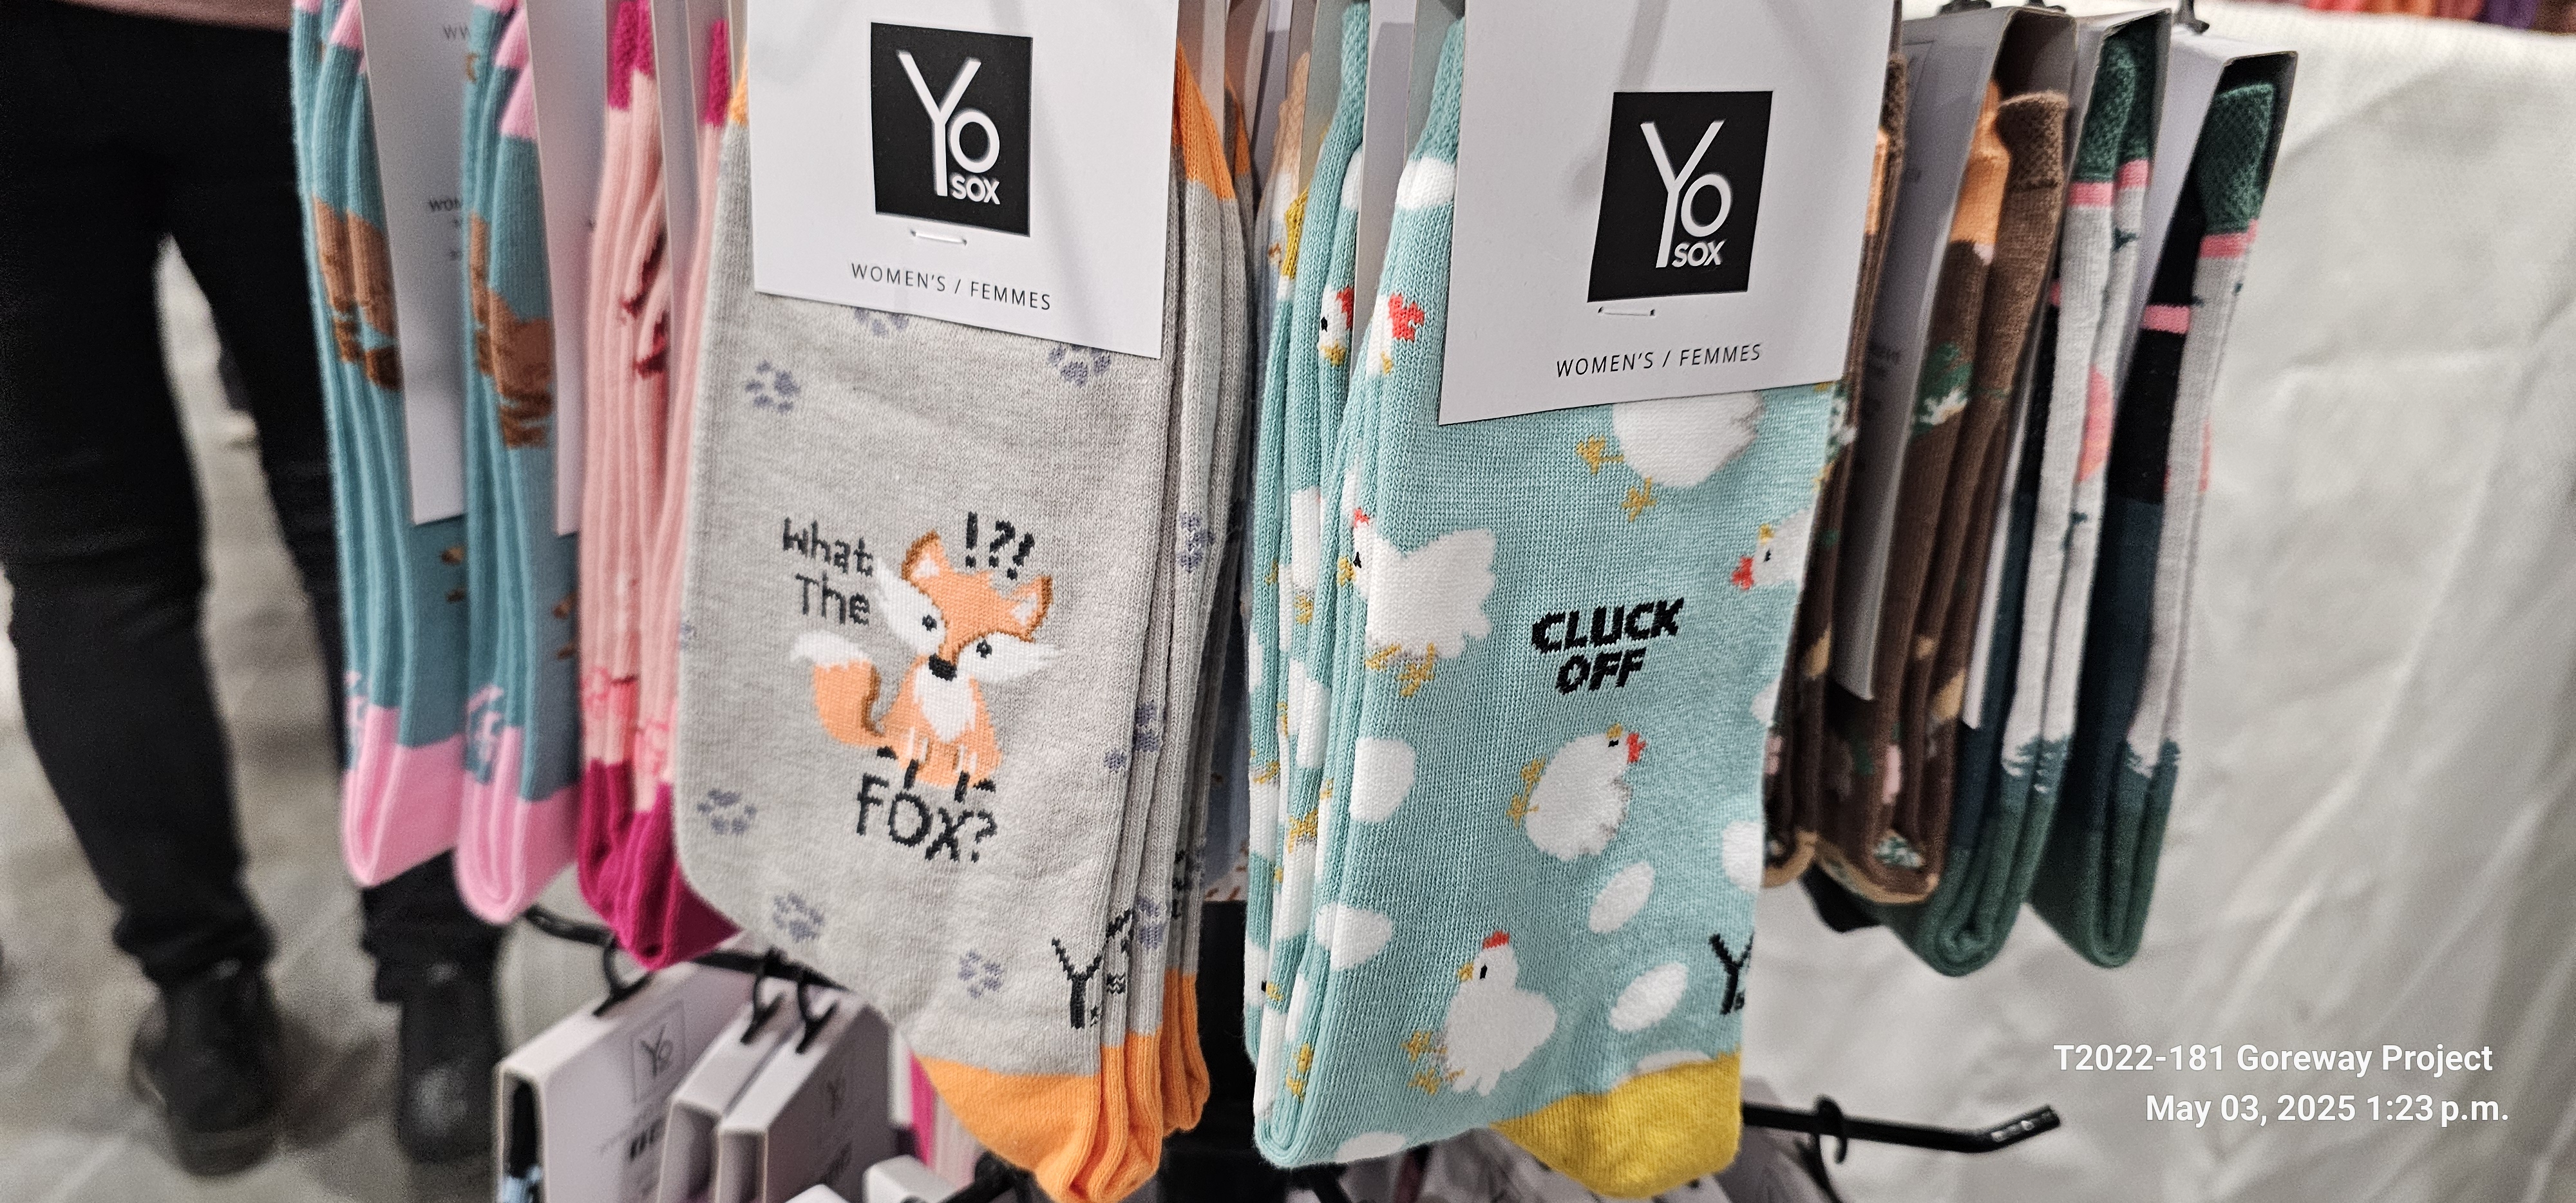 Yo
SOX
WOMEN'S / FEMMES
What
The
!?!
FOX?
Yo
SOX
WOMEN'S / FEMMES
CLUCK
OFF
T2022-181 Goreway Project
May 03, 2025 1:23 p.m.